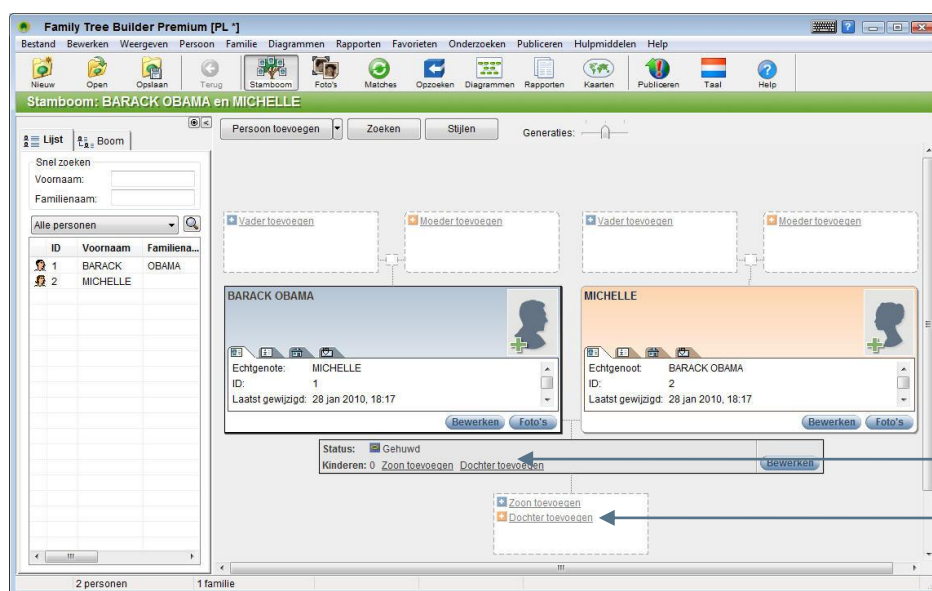 Family Tree Builder Premium [PL *]
Bestand Bewerken Weergeven Persoon Familie Diagrammen Rapporten Favorieten Onderzoeken Publiceren Hulpmiddelen Help
Nieuw Open Opslaan Terug Stamboom Foto's Matches Opzoeken Diagrammen Rapporten Kaarten Publiceren Taal Help
Stamboom: BARACK OBAMA en MICHELLE
Lijst Boom
Persoon toevoegen Zoeken Stijlen Generaties:
Snel zoeken
Voornaam:
Familienaam:
Alle personen
ID Voornaam Familiena...
1 BARACK OBAMA
2 MICHELLE
Vader toevoegen Moeder toevoegen Vader toevoegen Moeder toevoegen
BARACK OBAMA
Echtgenote: MICHELLE
ID: 1
Laatst gewijzigd: 28 jan 2010, 18:17
Bewerken Foto's
MICHELLE
Echtgenoot: BARACK OBAMA
ID: 2
Laatst gewijzigd: 28 jan 2010, 18:17
Bewerken Foto's
Status: Gehuwd
Kinderen: 0 Zoon toevoegen Dochter toevoegen
Bewerken
Zoon toevoegen
Dochter toevoegen
2 personen 1 familie